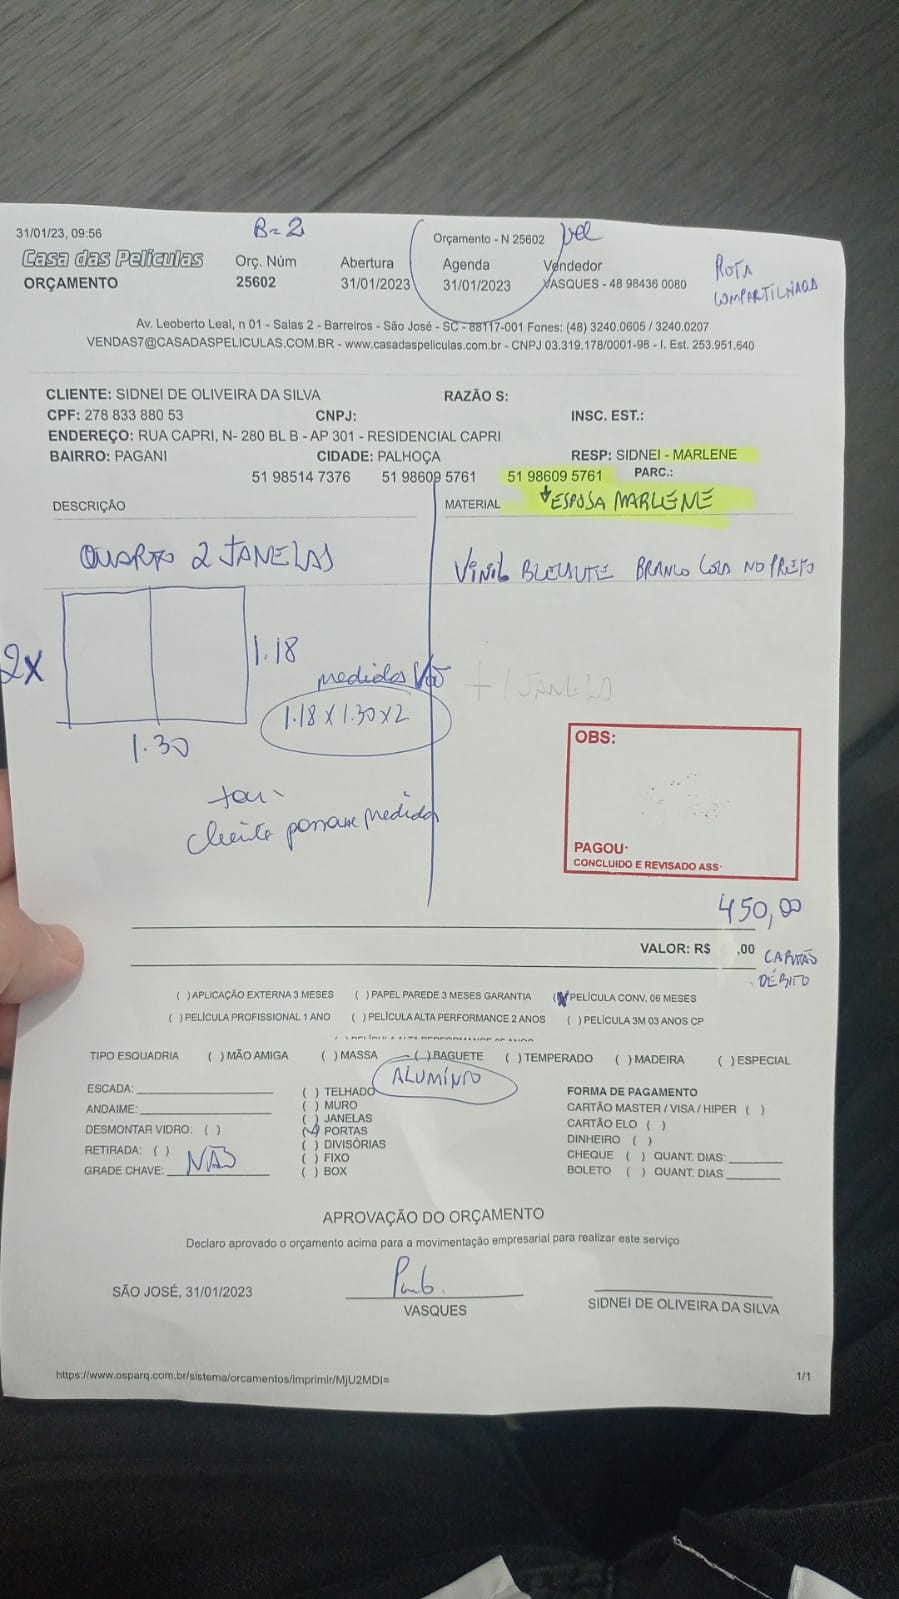 31/01/23, 09:56
B=2
Orçamento - N 25602
Casa das Películas
Orç. Núm
Abertura
Agenda
Vendedor
ROTA
COMPARTILHADA
ORÇAMENTO
25602
31/01/2023
31/01/2023
VASQUES - 48 98436 0080
Av. Leoberto Leal, n 01 - Salas 2 - Barreiros - São José - SC - 88117-001 Fones: (48) 3240.0605 / 3240.0207
VENDAS7@CASADASPELICULAS.COM.BR - www.casadaspeliculas.com.br - CNPJ 03.319.178/0001-98 - I. Est. 253.951.640
CLIENTE: SIDNEI DE OLIVEIRA DA SILVA
RAZÃO S:
CPF: 278 833 880 53
CNPJ:
INSC. EST.:
ENDEREÇO: RUA CAPRI, N- 280 BL B - AP 301 - RESIDENCIAL CAPRI
BAIRRO: PAGANI
CIDADE: PALHOÇA
RESP: SIDNEI - MARLENE
51 98514 7376
51 98609 5761
51 98609 5761
PARC.:
DESCRIÇÃO
MATERIAL
ESPOSA MARLENE
QUARTO 2 JANELAS
VINIL BLECAUTE BRANCO COLA NO PRETO
2X
1.18
medidas Vão
+ 1 JANELA
1.18 X 1.30 X 2
1.30
OBS:
cliente passou medida
PAGOU:
CONCLUIDO E REVISADO ASS:
450,00
VALOR: R$ ,00
CARTÃO
DÉBITO
( ) APLICAÇÃO EXTERNA 3 MESES ( ) PAPEL PAREDE 3 MESES GARANTIA (X) PELÍCULA CONV. 06 MESES
( ) PELÍCULA PROFISSIONAL 1 ANO ( ) PELÍCULA ALTA PERFORMANCE 2 ANOS ( ) PELÍCULA 3M 03 ANOS CP
TIPO ESQUADRIA ( ) MÃO AMIGA ( ) MASSA ( ) BAGUETE ( ) TEMPERADO ( ) MADEIRA ( ) ESPECIAL
ALUMÍNIO
ESCADA:
ANDAIME:
DESMONTAR VIDRO: ( )
RETIRADA: ( )
GRADE CHAVE: NÃO
( ) TELHADO
( ) MURO
( ) JANELAS
( ) PORTAS
( ) DIVISÓRIAS
( ) FIXO
( ) BOX
FORMA DE PAGAMENTO
CARTÃO MASTER / VISA / HIPER ( )
CARTÃO ELO ( )
DINHEIRO ( )
CHEQUE ( ) QUANT. DIAS:
BOLETO ( ) QUANT. DIAS
APROVAÇÃO DO ORÇAMENTO
Declaro aprovado o orçamento acima para a movimentação empresarial para realizar este serviço
SÃO JOSÉ, 31/01/2023
VASQUES
SIDNEI DE OLIVEIRA DA SILVA
https://www.osparq.com.br/sistema/orcamentos/imprimir/MjU2MDI=
1/1